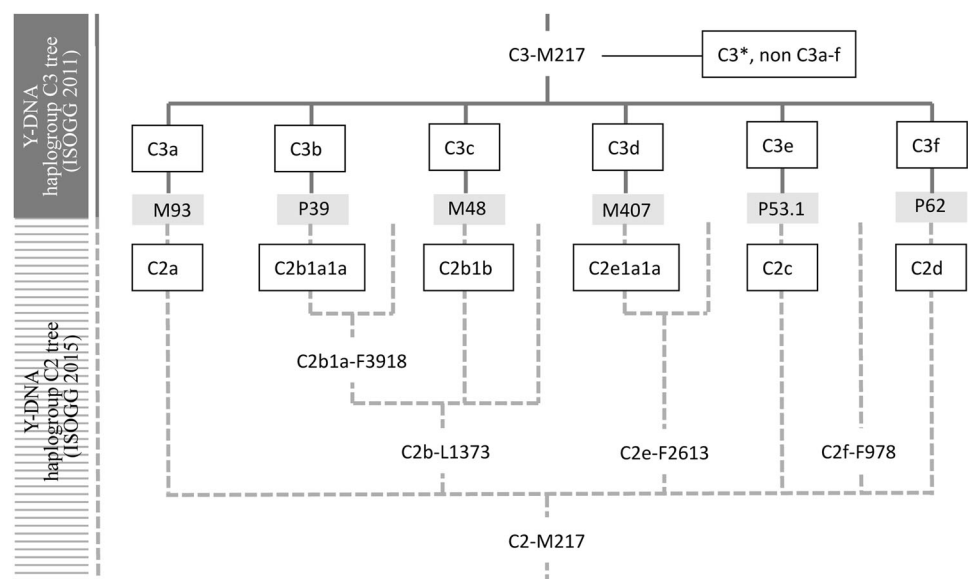 Y-DNA
haplogroup C3 tree
(ISOGG 2011)
C3-M217
C3*, non C3a-f
C3a
C3b
C3c
C3d
C3e
C3f
M93
P39
M48
M407
P53.1
P62
C2a
C2b1a1a
C2b1b
C2e1a1a
C2c
C2d
Y-DNA
haplogroup C2 tree
(ISOGG 2015)
C2b1a-F3918
C2b-L1373
C2e-F2613
C2f-F978
C2-M217